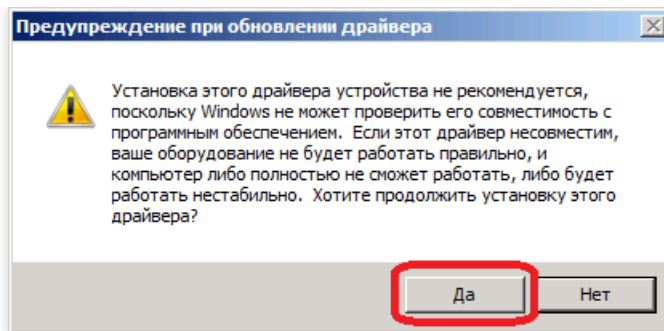 Предупреждение при обновлении драйвера
Установка этого драйвера устройства не рекомендуется,
поскольку Windows не может проверить его совместимость с
программным обеспечением. Если этот драйвер несовместим,
ваше оборудование не будет работать правильно, и
компьютер либо полностью не сможет работать, либо будет
работать нестабильно. Хотите продолжить установку этого
драйвера?
Да
Нет